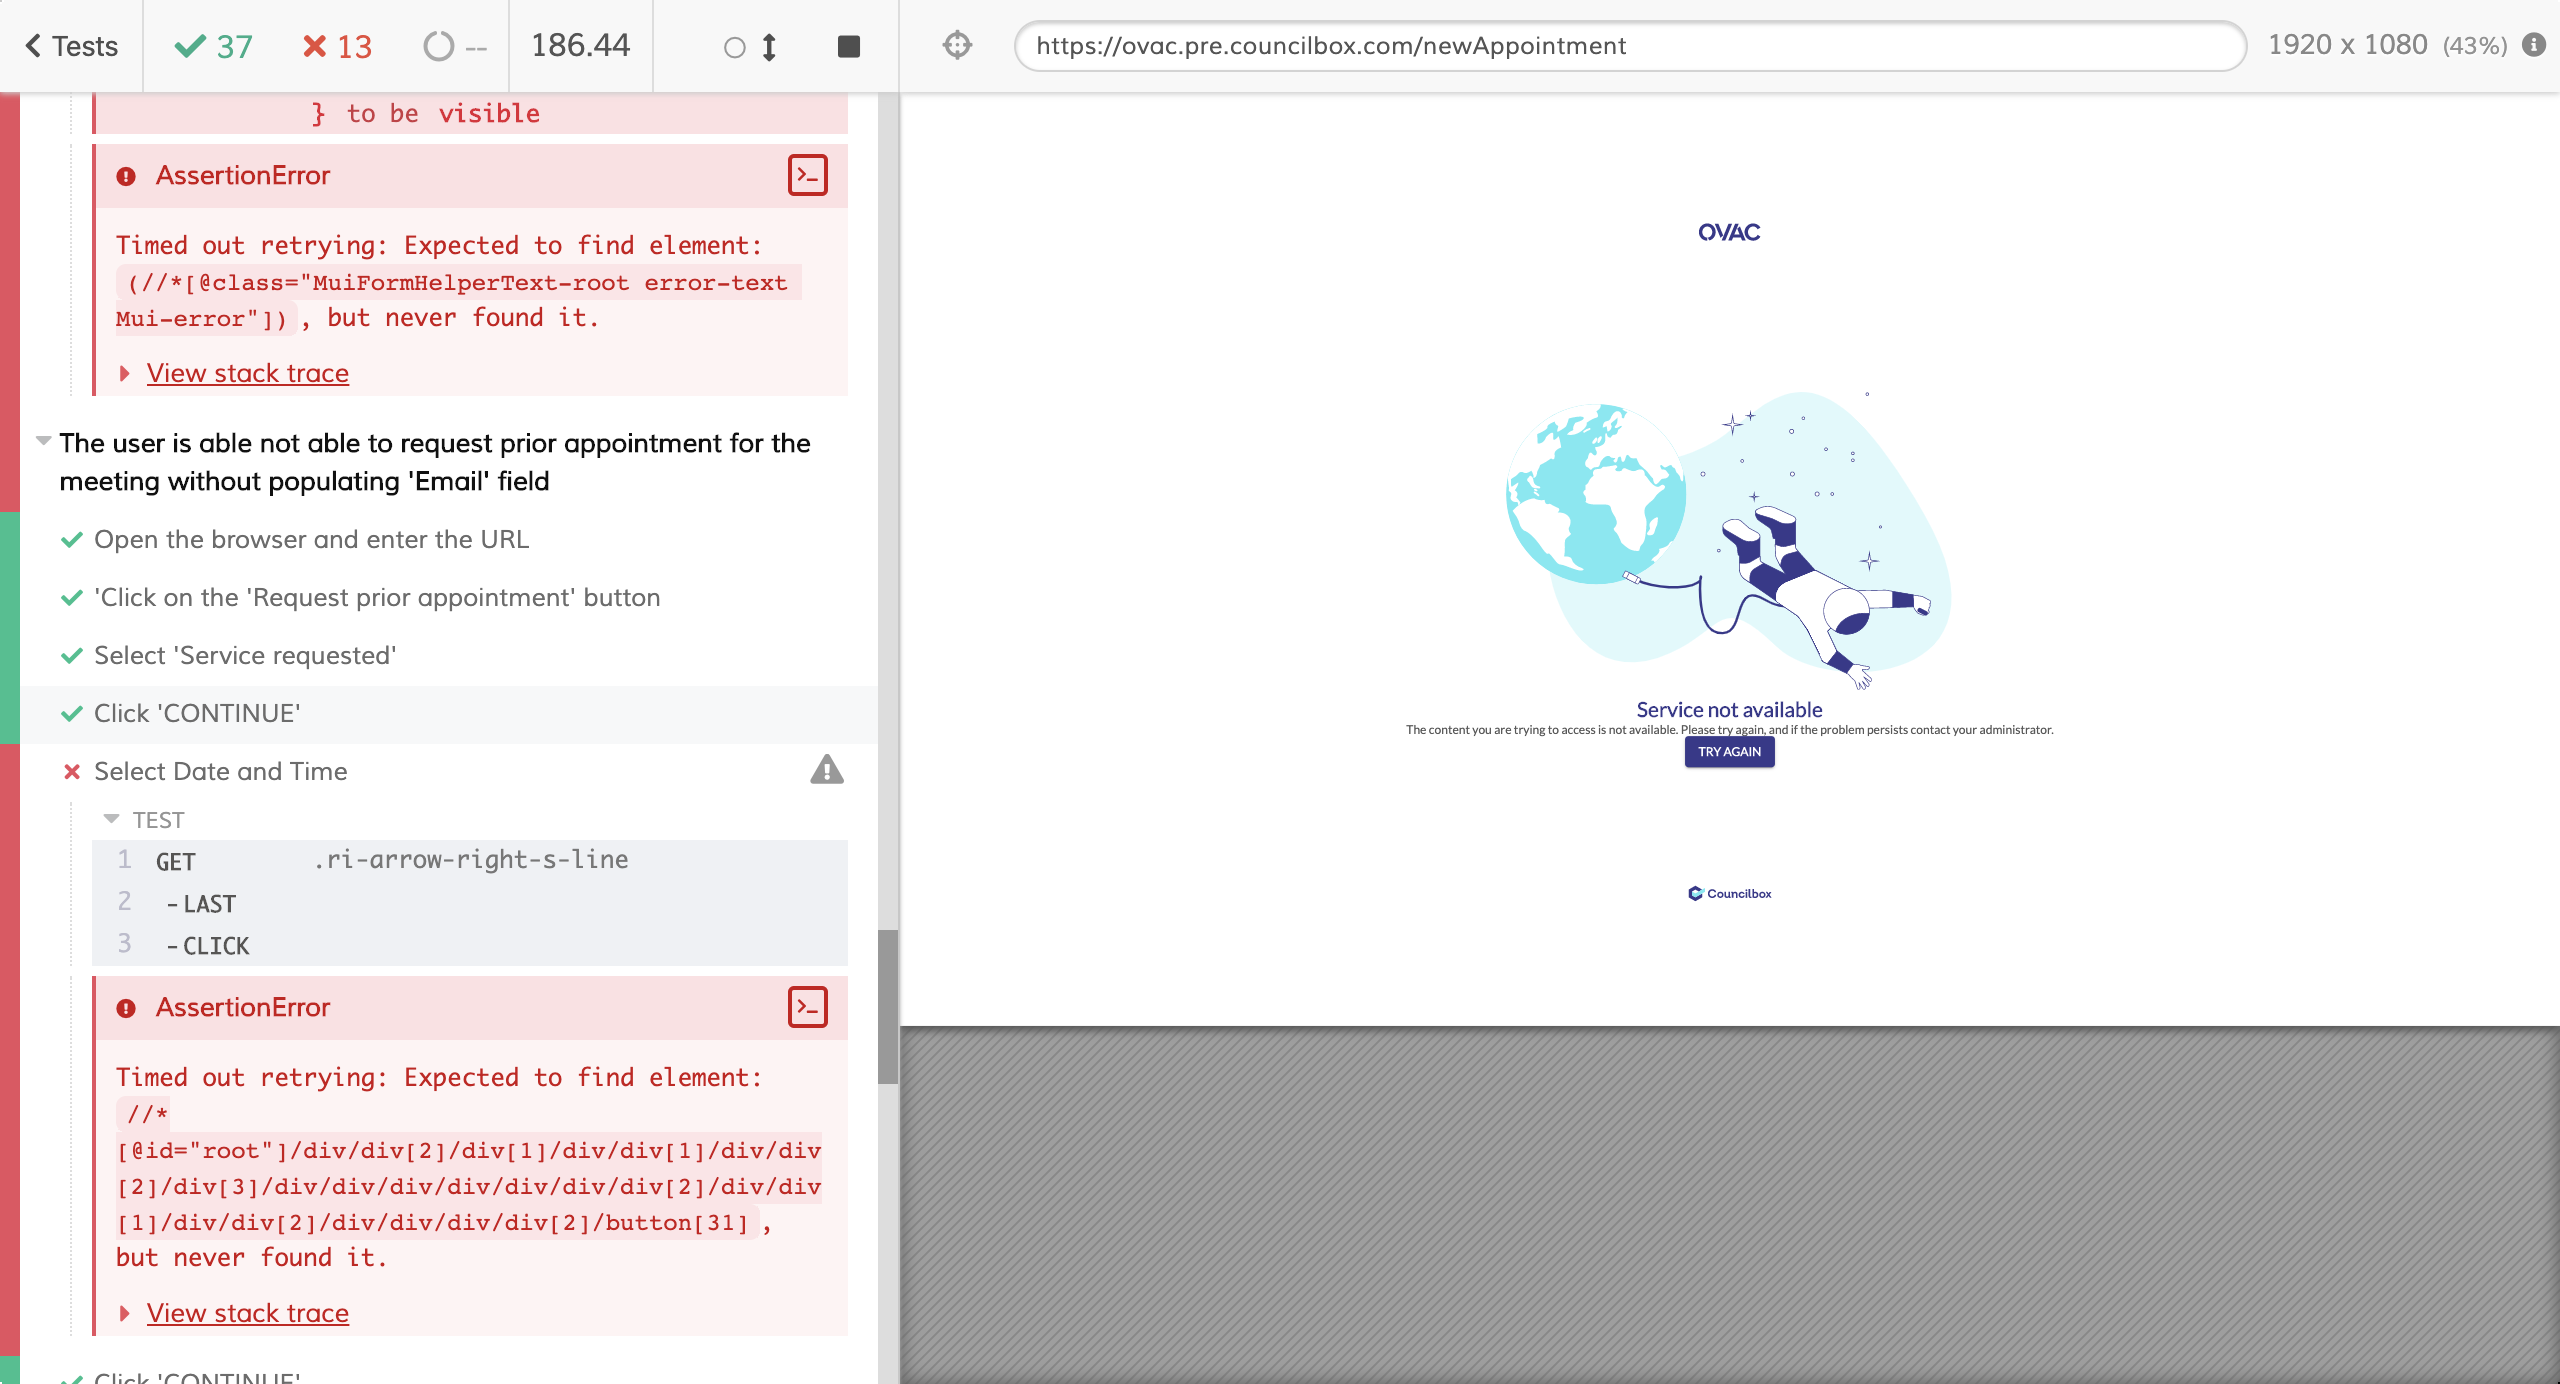 Tests
37
13
--
186.44
https://ovac.pre.councilbox.com/newAppointment
1920 x 1080 (43%)
} to be visible
AssertionError
Timed out retrying: Expected to find element:
(//*[@class="MuiFormHelperText-root error-text
Mui-error"]) , but never found it.
View stack trace
The user is able not able to request prior appointment for the
meeting without populating 'Email' field
Open the browser and enter the URL
'Click on the 'Request prior appointment' button
Select 'Service requested'
Click 'CONTINUE'
Select Date and Time
TEST
1 GET .ri-arrow-right-s-line
2 -LAST
3 -CLICK
AssertionError
Timed out retrying: Expected to find element:
//*
[@id="root"]/div/div[2]/div[1]/div/div[1]/div/div
[2]/div[3]/div/div/div/div/div/div/div[2]/div/div
[1]/div/div[2]/div/div/div/div[2]/button[31] ,
but never found it.
View stack trace
Click 'CONTINUE'
OVAC
Service not available
The content you are trying to access is not available. Please try again, and if the problem persists contact your administrator.
TRY AGAIN
Councilbox